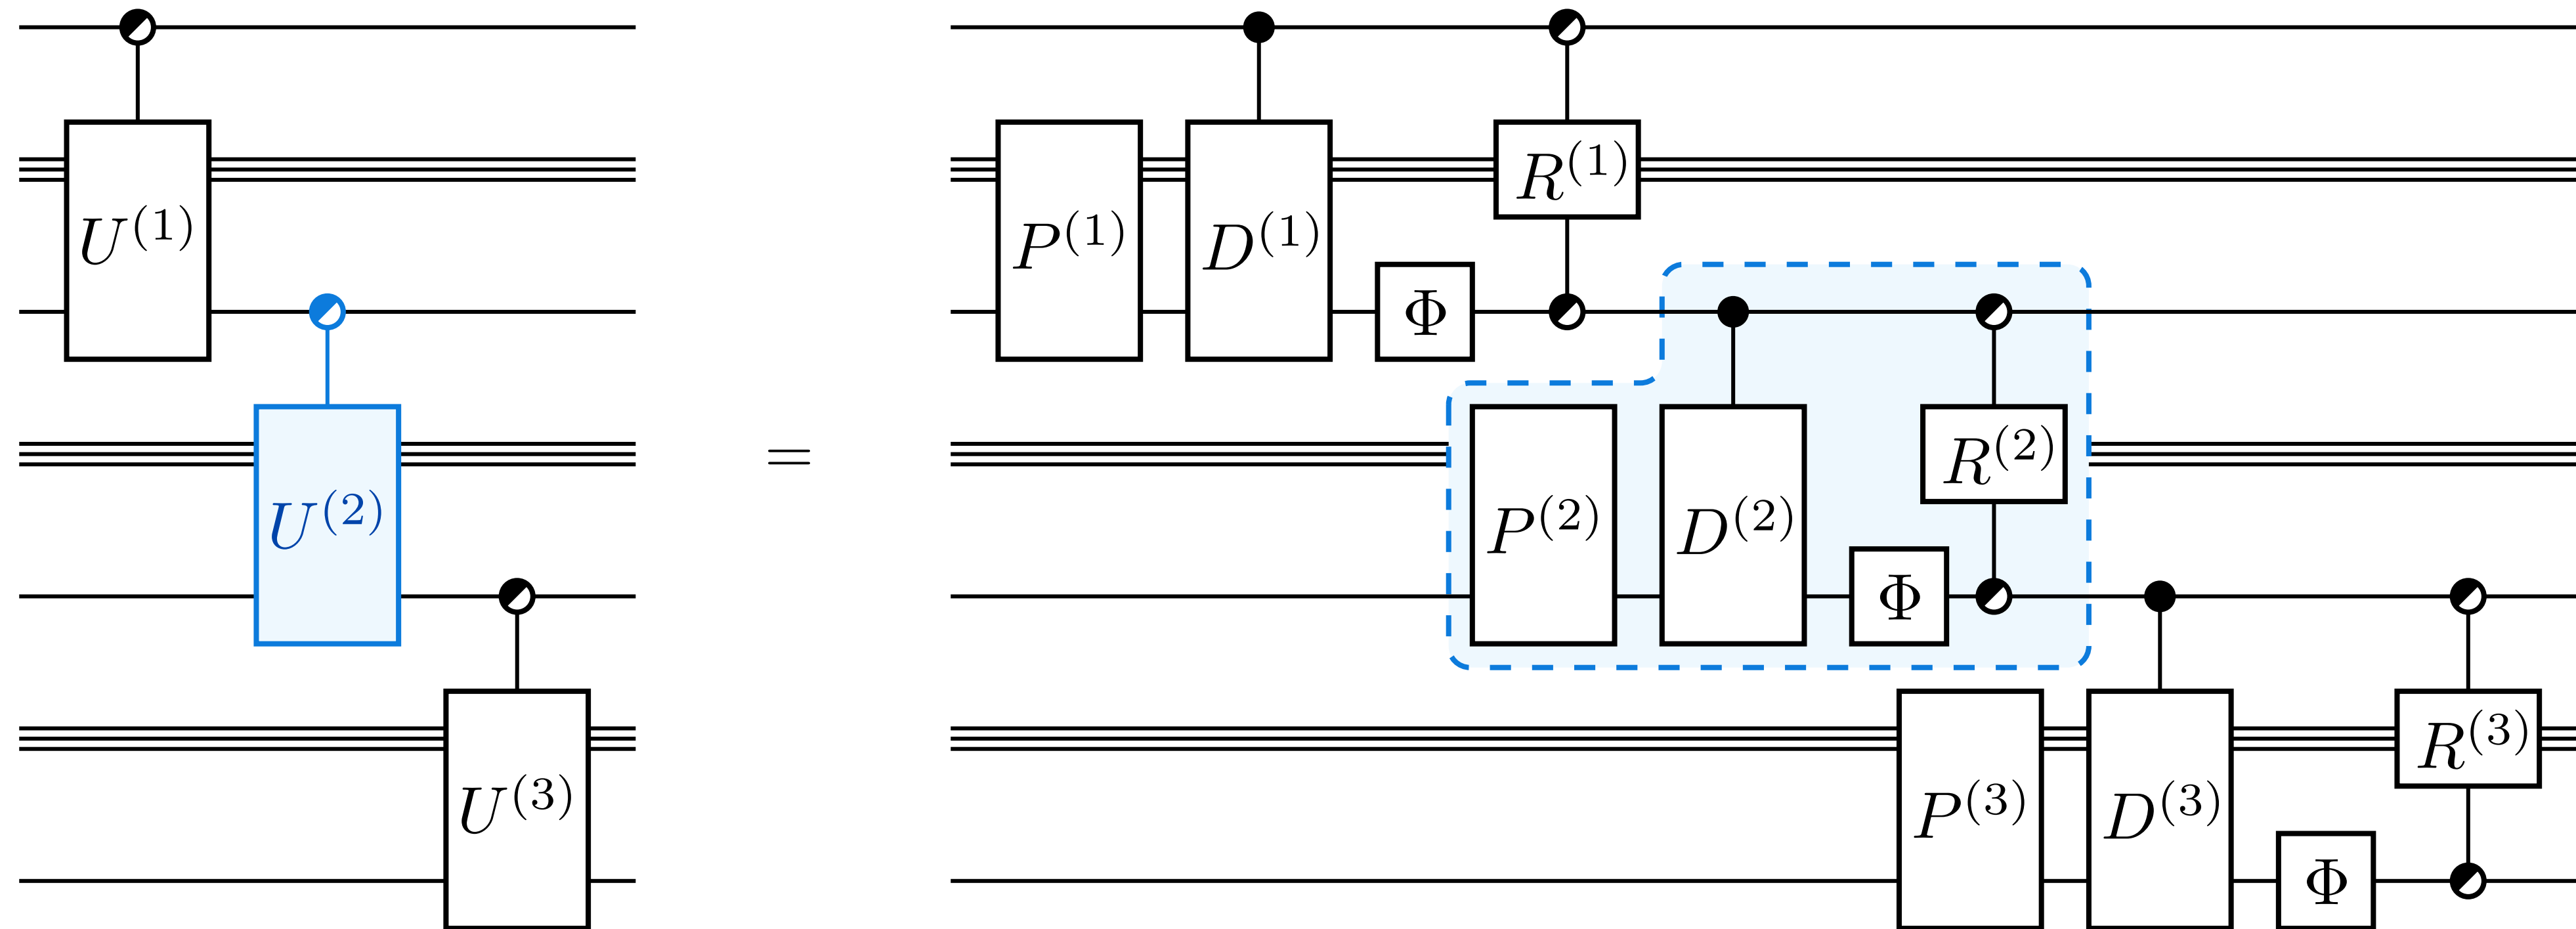 U^{(1)}
U^{(2)}
U^{(3)}
=
P^{(1)}
D^{(1)}
Φ
R^{(1)}
P^{(2)}
D^{(2)}
Φ
R^{(2)}
P^{(3)}
D^{(3)}
Φ
R^{(3)}